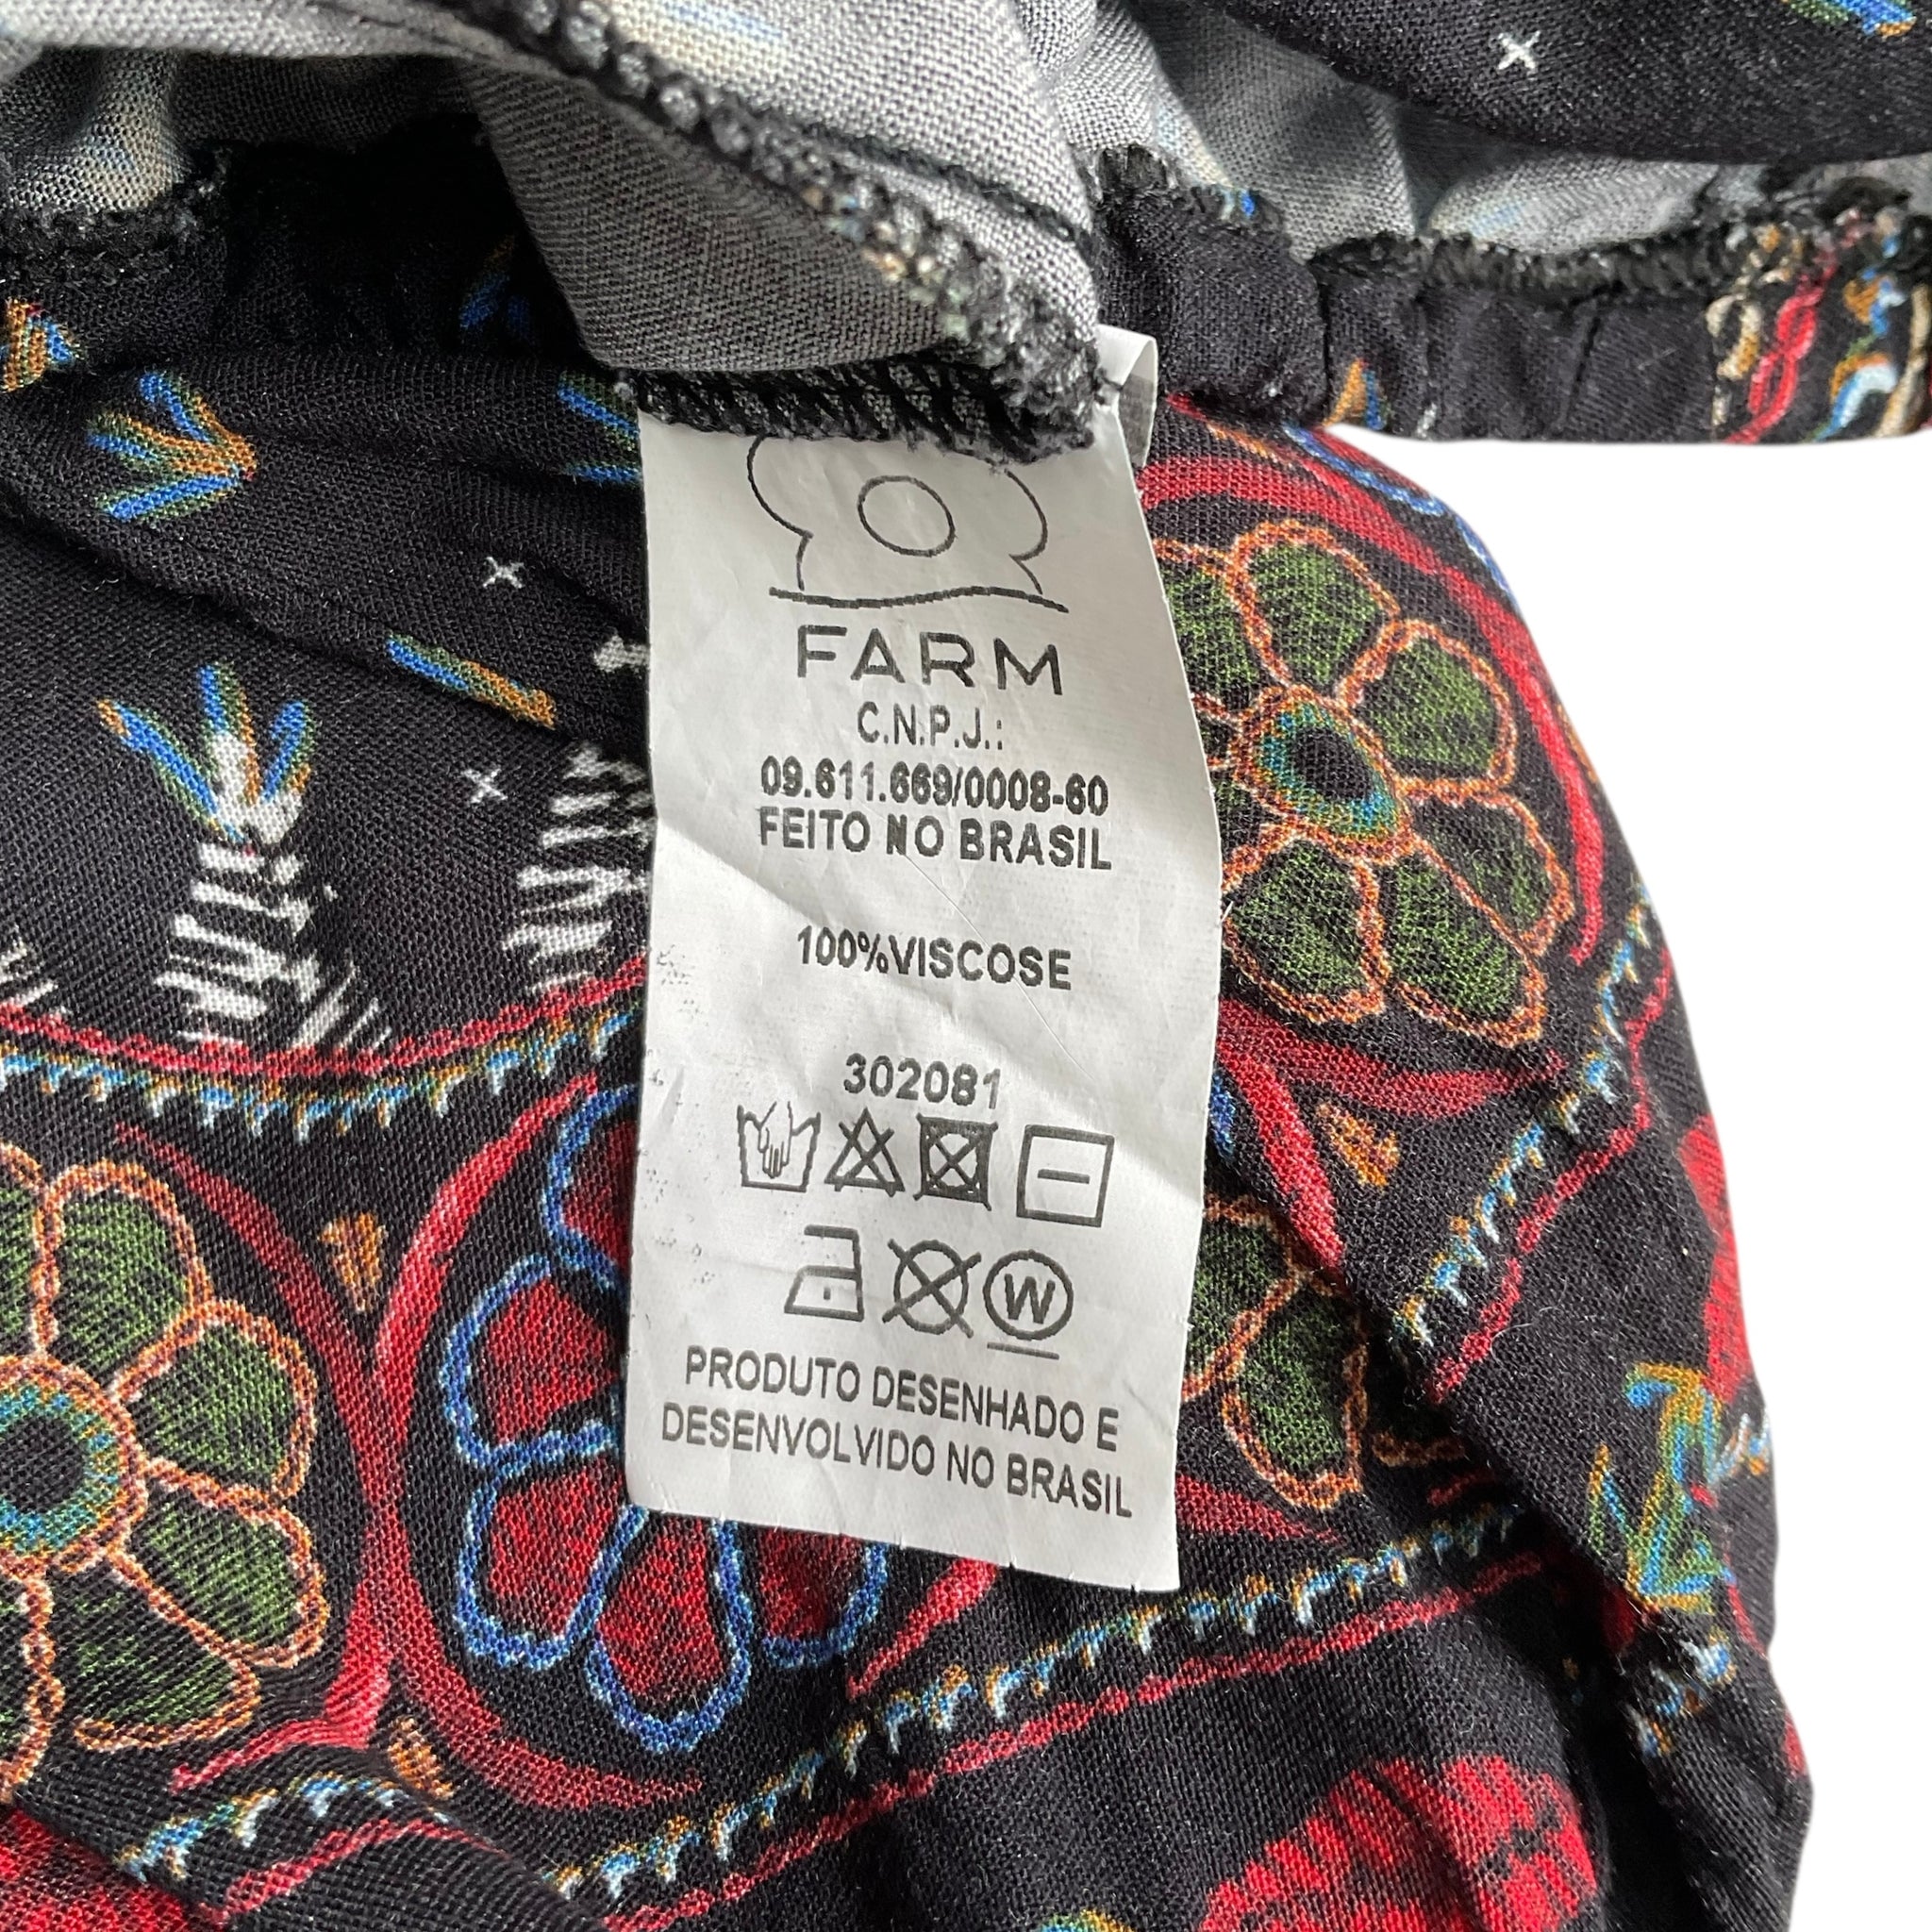 FARM
C.N.P.J.:
09.611.669/0008-60
FEITO NO BRASIL
100%VISCOSE
302081
W
PRODUTO DESENHADO E
DESENVOLVIDO NO BRASIL